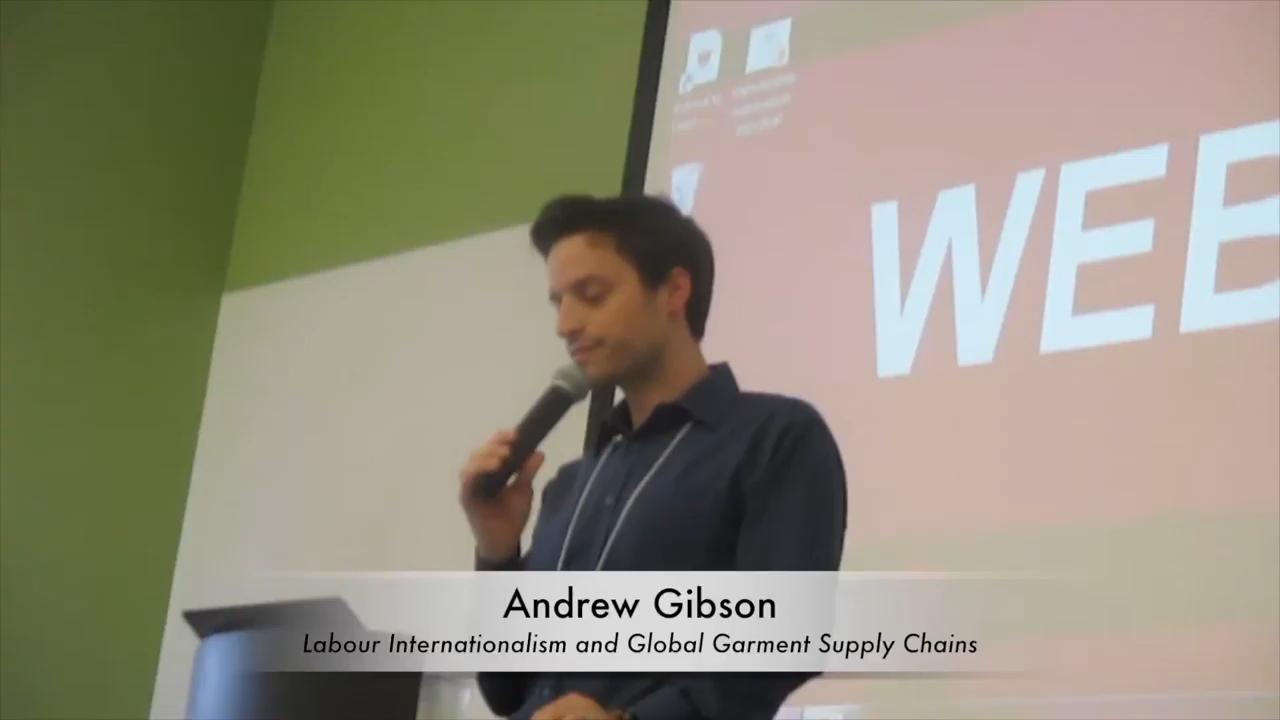 WEE
Andrew Gibson
Labour Internationalism and Global Garment Supply Chains